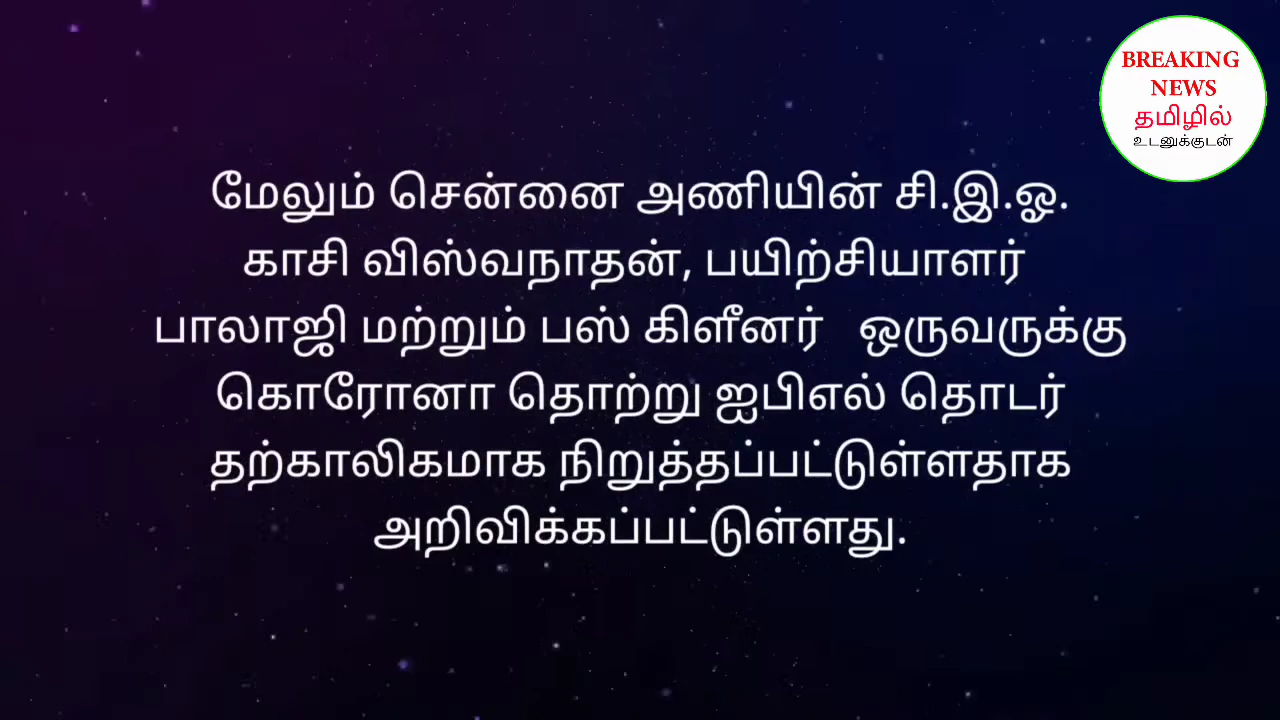 BREAKING
NEWS
தமிழில்
உடனுக்குடன்
மேலும் சென்னை அணியின் சி.இ.ஓ.
காசி விஸ்வநாதன், பயிற்சியாளர்
பாலாஜி மற்றும் பஸ் கிளீனர் ஒருவருக்கு
கொரோனா தொற்று ஐபிஎல் தொடர்
தற்காலிகமாக நிறுத்தப்பட்டுள்ளதாக
அறிவிக்கப்பட்டுள்ளது.